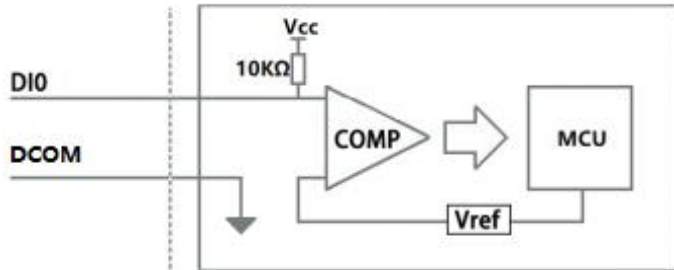 Vcc
10KΩ
DI0
COMP
MCU
DCOM
Vref